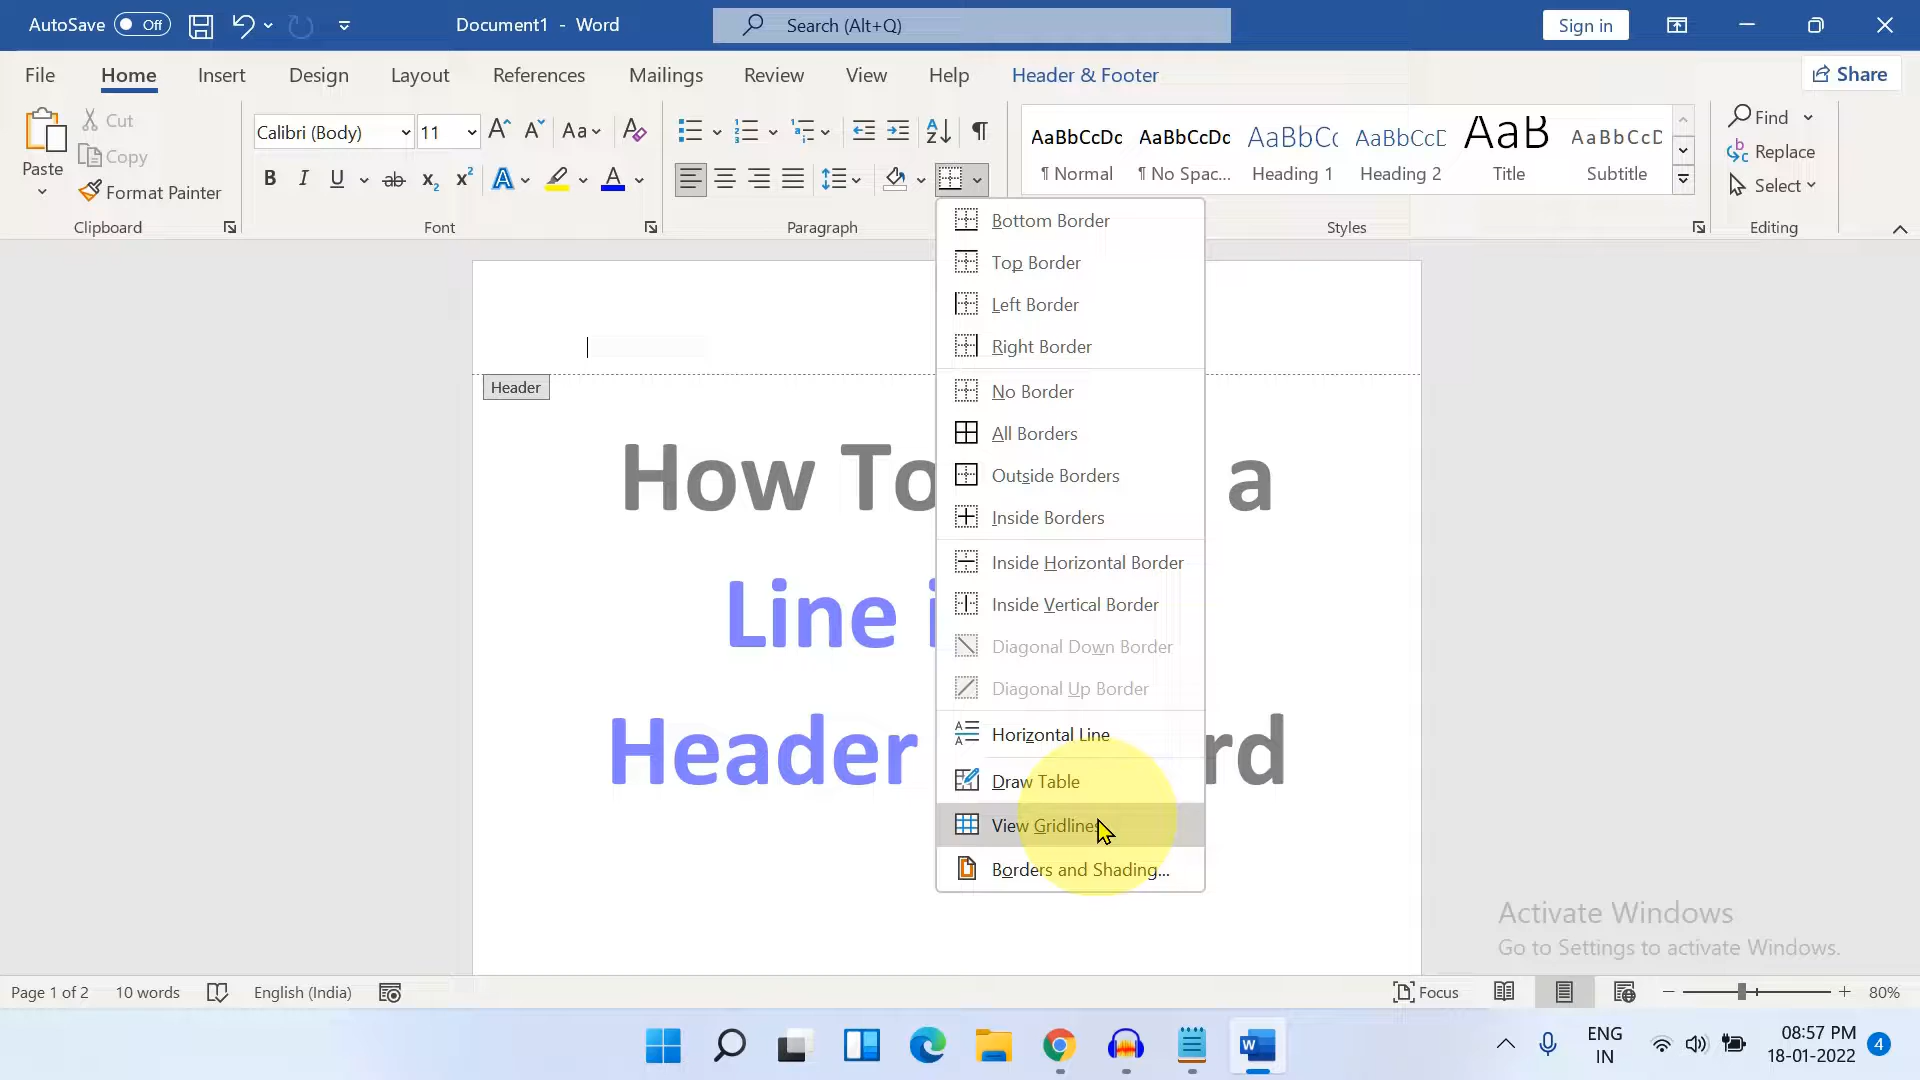 AutoSave Off Document1 - Word Search (Alt+Q) Sign in
File Home Insert Design Layout References Mailings Review View Help Header & Footer Share
Paste Cut Copy Format Painter
Clipboard
Calibri (Body) 11
Font
Paragraph
AaBbCcDc AaBbCcDc AaBbCc AaBbCcD AaB AaBbCcD
¶ Normal ¶ No Spac... Heading 1 Heading 2 Title Subtitle
Styles
Find
Replace
Select
Editing
Bottom Border
Top Border
Left Border
Right Border
No Border
All Borders
Outside Borders
Inside Borders
Inside Horizontal Border
Inside Vertical Border
Diagonal Down Border
Diagonal Up Border
Horizontal Line
Draw Table
View Gridlines
Borders and Shading...
Header
How To a
Line i
Header rd
Activate Windows
Go to Settings to activate Windows.
Page 1 of 2 10 words English (India) Focus 80%
ENG
IN
08:57 PM
18-01-2022
4